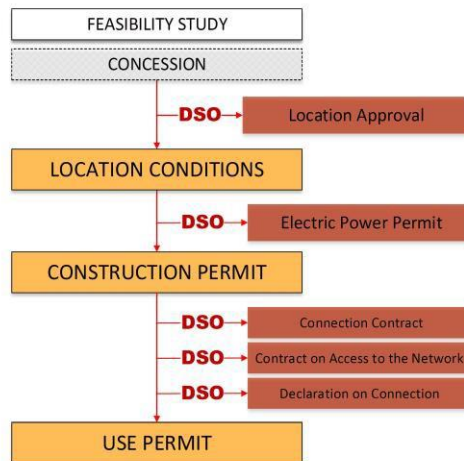 FEASIBILITY STUDY
CONCESSION
DSO
Location Approval
LOCATION CONDITIONS
DSO
Electric Power Permit
CONSTRUCTION PERMIT
DSO
Connection Contract
DSO
Contract on Access to the Network
DSO
Declaration on Connection
USE PERMIT